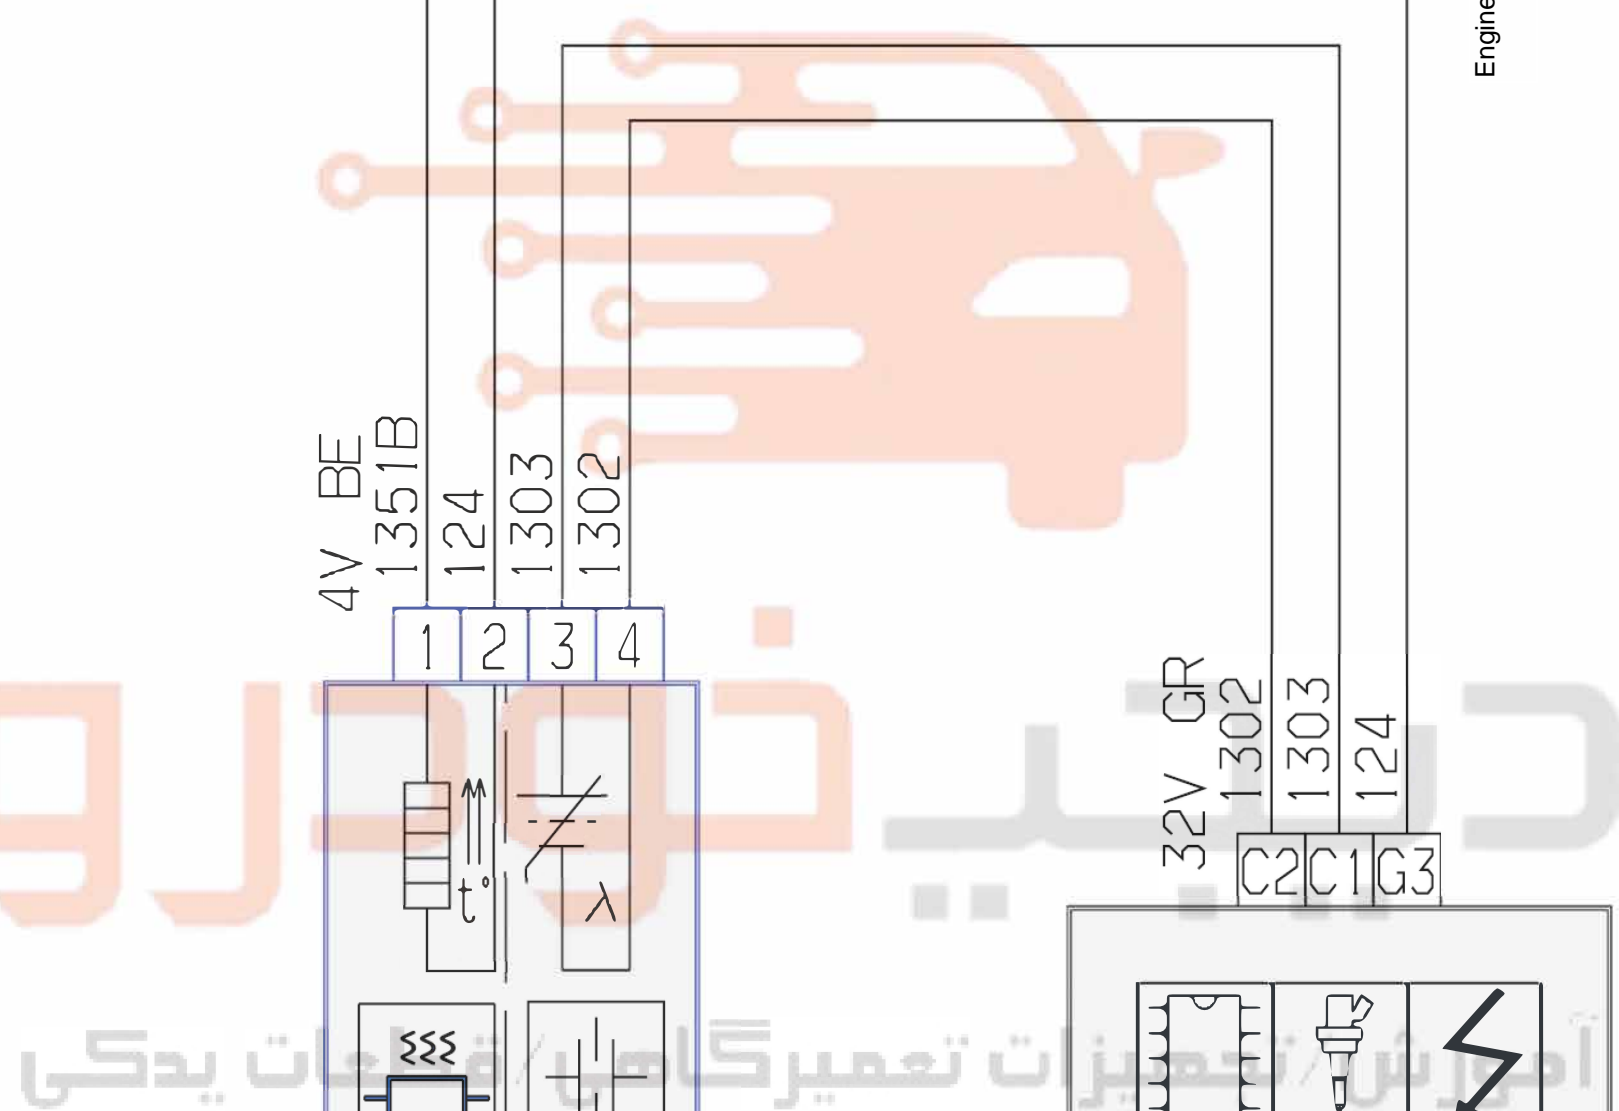 Engine
4V BE
1351B
124
1303
1302
1 2 3 4
32V GR
1302
1303
124
C2 C1 G3
t°
λ
دیجی خودرو
آموزش / تجهیزات تعمیرگاهی / قطعات یدکی